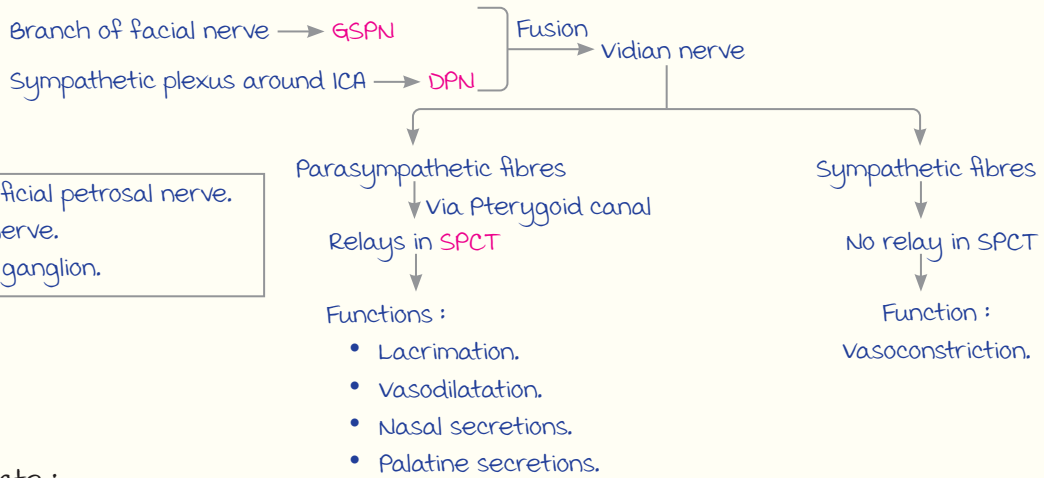 Branch of facial nerve → GSPN
Sympathetic plexus around ICA → DPN
Fusion
Vidian nerve
ficial petrosal nerve.
erve.
ganglion.
Parasympathetic fibres
Via Pterygoid canal
Relays in SPCT
Functions :
• Lacrimation.
• Vasodilatation.
• Nasal secretions.
• Palatine secretions.
Sympathetic fibres
No relay in SPCT
Function :
Vasoconstriction.